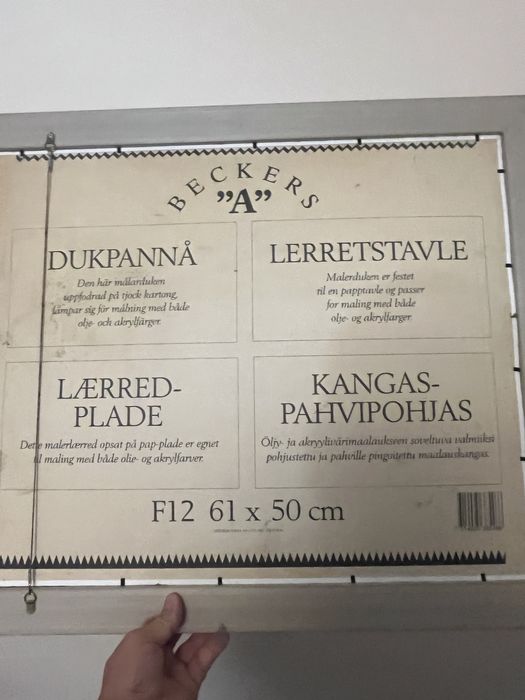 BECKERS
"A"
DUKPANNÅ
Den här målarduken
uppfodrad på tjock kartong,
lämpar sig för målning med både
olje- och akrylfärger.
LERRETSTAVLE
Malerduken er festet
til en papptavle og passer
for maling med både
olje- og akrylfarger.
LÆRRED-
PLADE
Dette malerlærred opsat på pap-plade er egnet
til maling med både olie- og akrylfarver.
KANGAS-
PAHVIPOHJAS
Öljy- ja akryylivärimaalaukseen soveltuva valmiiksi
pohjustettu ja pahville pingoitettu maalauskangas.
F12 61 x 50 cm